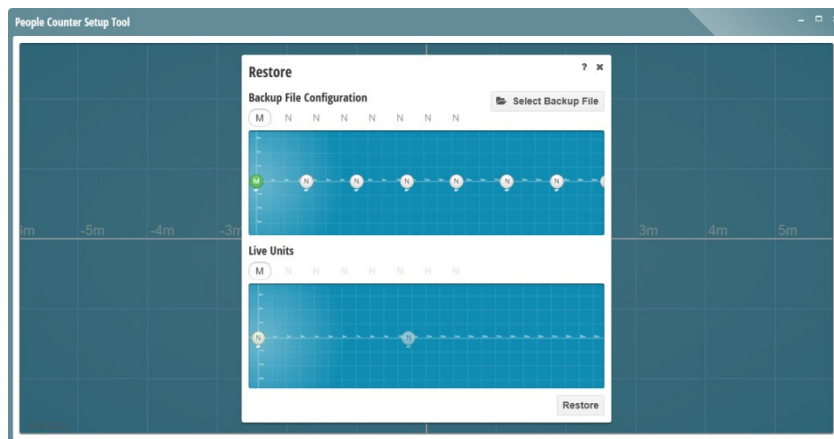 People Counter Setup Tool
Restore
? ×
Backup File Configuration
Select Backup File
M N N N N N N N
M N N N N N N
-5m -4m -3m 3m 4m 5m
Live Units
M N N N N N N N
N N
Restore